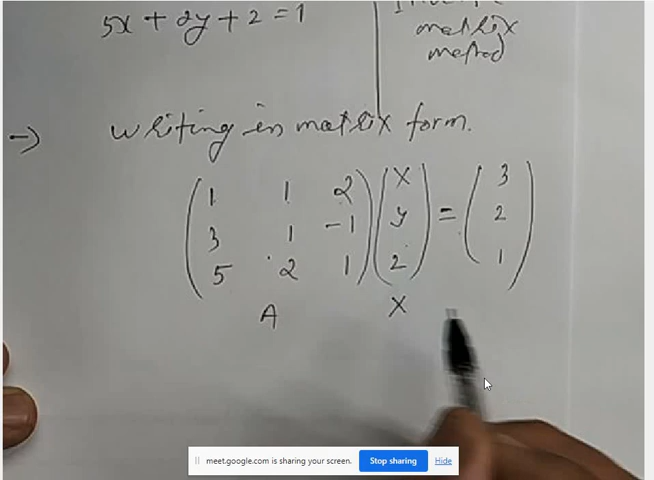 5x + 2y + z = 1
matrix
method
→ writing in matrix form.
( 1 1 2 ) ( x ) = ( 3 )
( 3 1 -1 ) ( y ) ( 2 )
( 5 2 1 ) ( z ) ( 1 )
A X
meet.google.com is sharing your screen. Stop sharing Hide